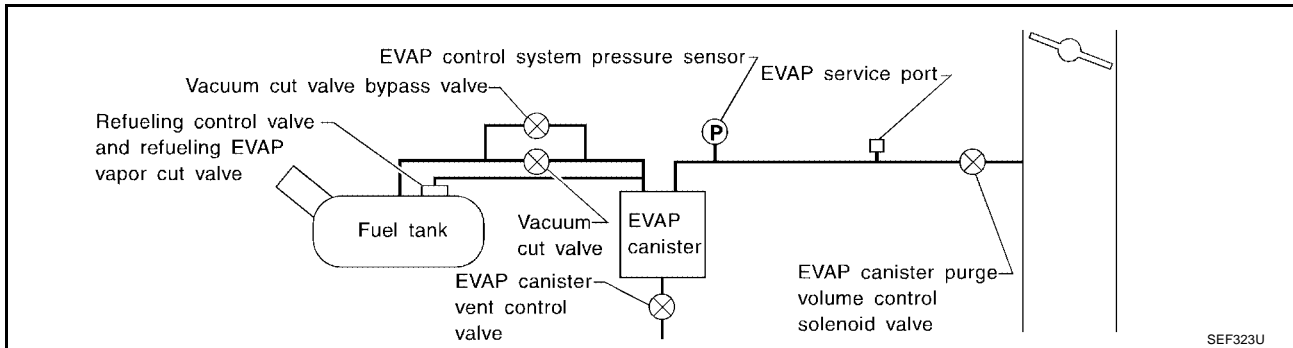 EVAP control system pressure sensor
EVAP service port
Vacuum cut valve bypass valve
Refueling control valve
and refueling EVAP
vapor cut valve
P
Fuel tank
Vacuum
cut valve
EVAP
canister
EVAP canister
vent control
valve
EVAP canister purge
volume control
solenoid valve
SEF323U